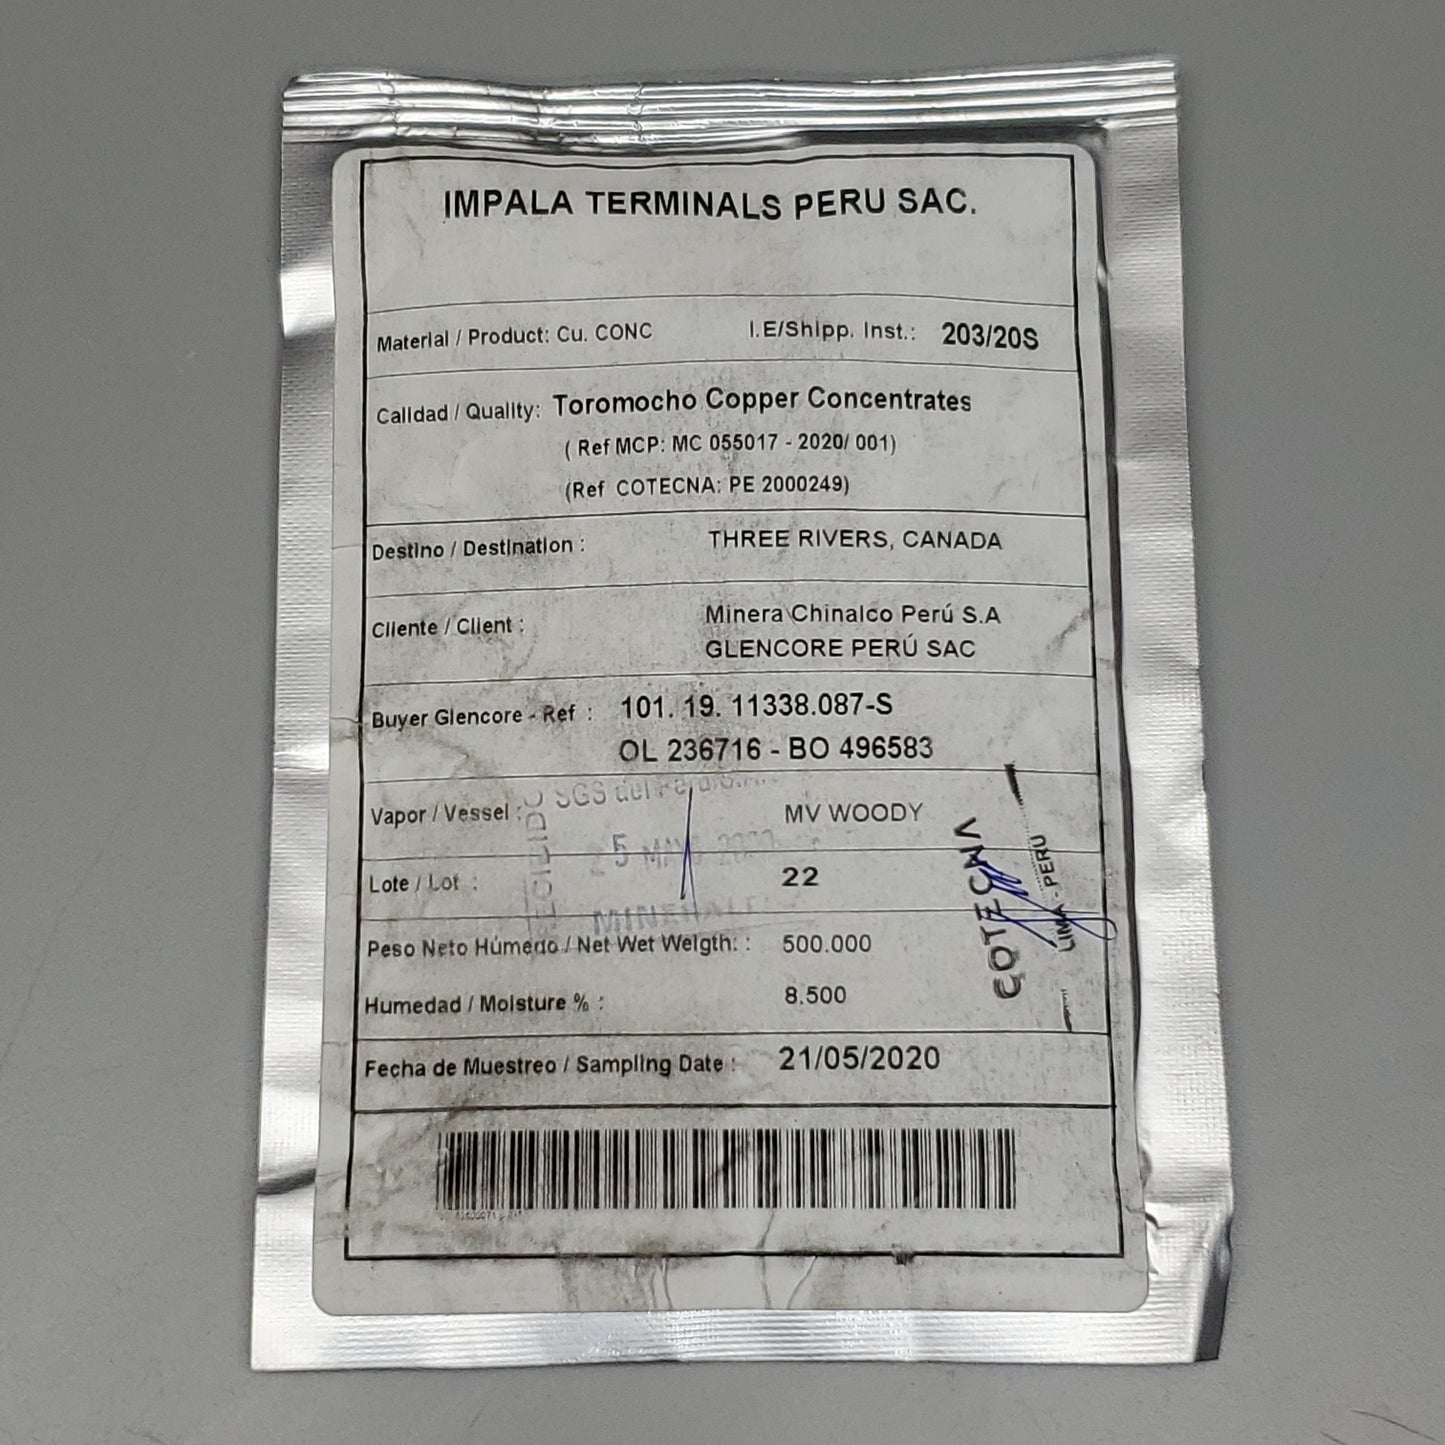 IMPALA TERMINALS PERU SAC.
Material / Product: Cu. CONC I.E/Shipp. Inst.: 203/20S
Calidad / Quality: Toromocho Copper Concentrates
( Ref MCP: MC 055017 - 2020/ 001)
(Ref COTECNA: PE 2000249)
Destino / Destination : THREE RIVERS, CANADA
Cliente / Client : Minera Chinalco Perú S.A
GLENCORE PERÚ SAC
Buyer Glencore - Ref : 101. 19. 11338.087-S
OL 236716 - BO 496583
SGS del Perú
Vapor / Vessel : MV WOODY
Lote / Lot : 22
Peso Neto Húmedo / Net Wet Weigth: : 500.000
Humedad / Moisture % : 8.500
Fecha de Muestreo / Sampling Date : 21/05/2020
COTECNA
LIMA - PERU